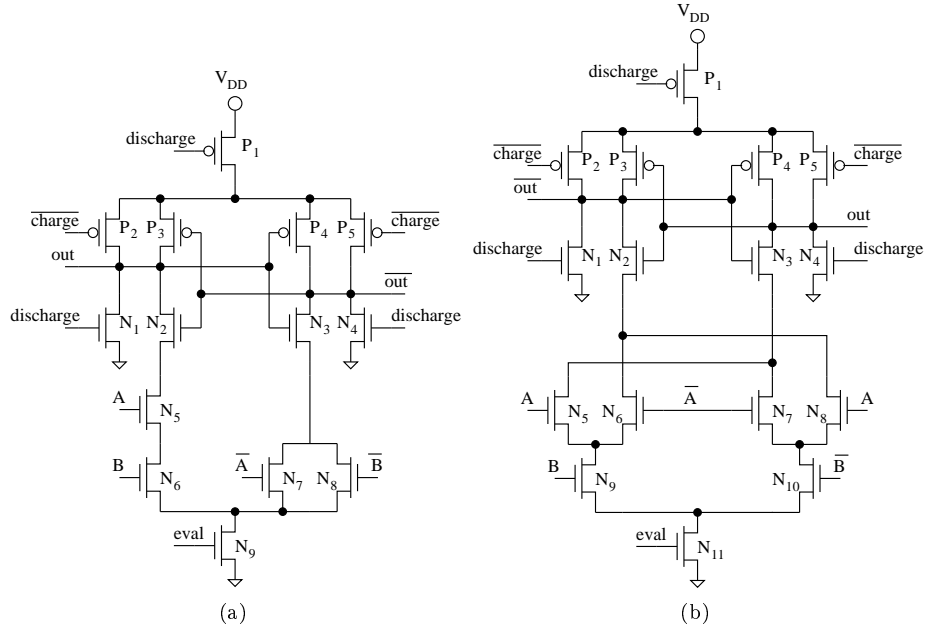 V_DD
discharge
P_1
charge̅
P_2
P_3
P_4
P_5
charge̅
out
out̅
discharge
N_1
N_2
N_3
N_4
discharge
A
N_5
B
N_6
A̅
N_7
N_8
B̅
eval
N_9
(a)
V_DD
discharge
P_1
charge̅
P_2
P_3
P_4
P_5
charge̅
out̅
out
discharge
N_1
N_2
N_3
N_4
discharge
A
N_5
N_6
A̅
N_7
N_8
A
B
N_9
N_10
B̅
eval
N_11
(b)